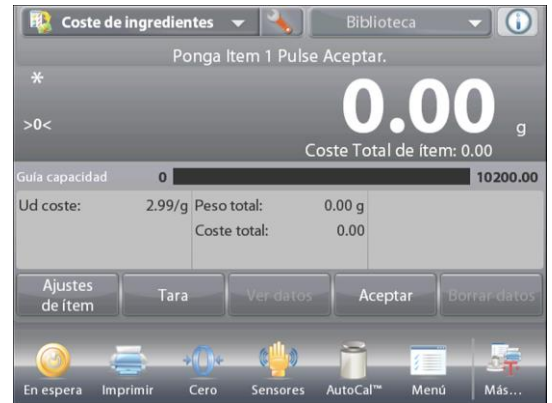 Coste de ingredientes
Biblioteca
Ponga Item 1 Pulse Aceptar.
*
>0<
0.00 g
Coste Total de ítem: 0.00
Guía capacidad 0 10200.00
Ud coste: 2.99/g Peso total: 0.00 g
Coste total: 0.00
Ajustes de ítem
Tara
Ver datos
Aceptar
Borrar datos
En espera
Imprimir
Cero
Sensores
AutoCal™
Menú
Más...